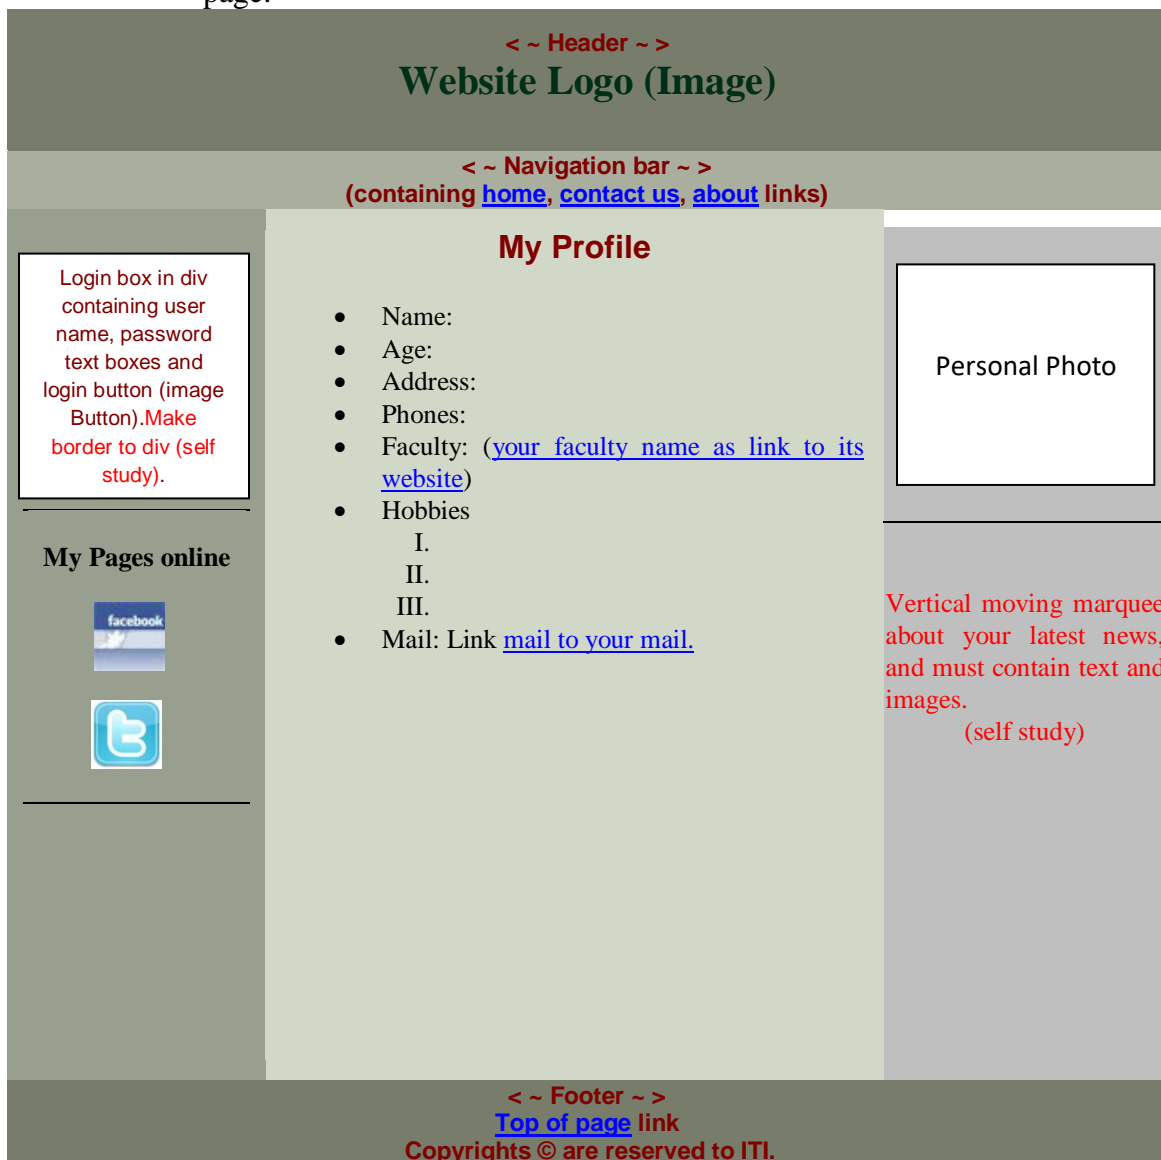 page.
< ~ Header ~ >
Website Logo (Image)
< ~ Navigation bar ~ >
(containing home, contact us, about links)
Login box in div
containing user
name, password
text boxes and
login button (image
Button).Make
border to div (self
study).
My Pages online
facebook
My Profile
• Name:
• Age:
• Address:
• Phones:
• Faculty: (your faculty name as link to its
website)
• Hobbies
I.
II.
III.
• Mail: Link mail to your mail.
Personal Photo
Vertical moving marquee
about your latest news,
and must contain text and
images.
(self study)
< ~ Footer ~ >
Top of page link
Copyrights © are reserved to ITI.